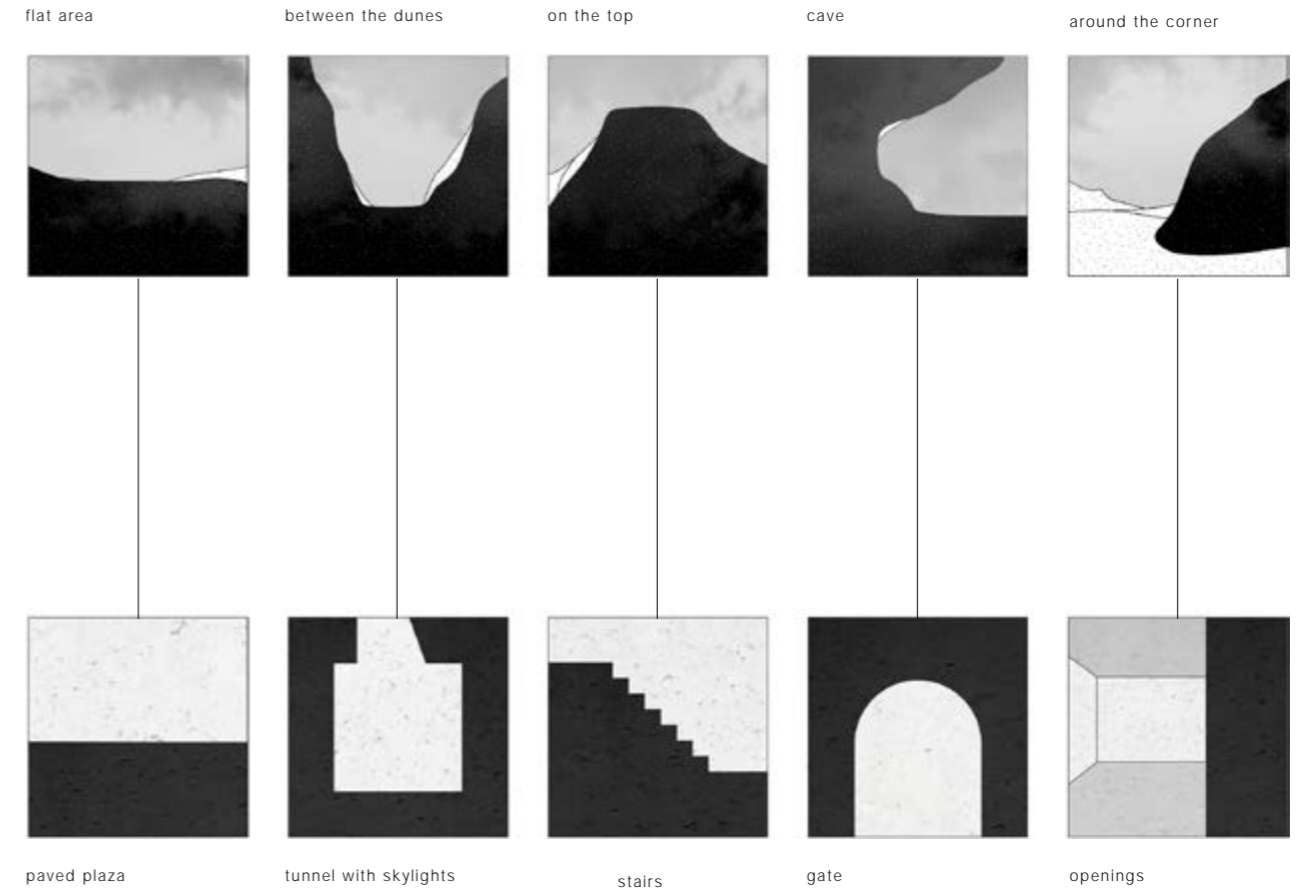 flat area
between the dunes
on the top
cave
around the corner
paved plaza
tunnel with skylights
stairs
gate
openings